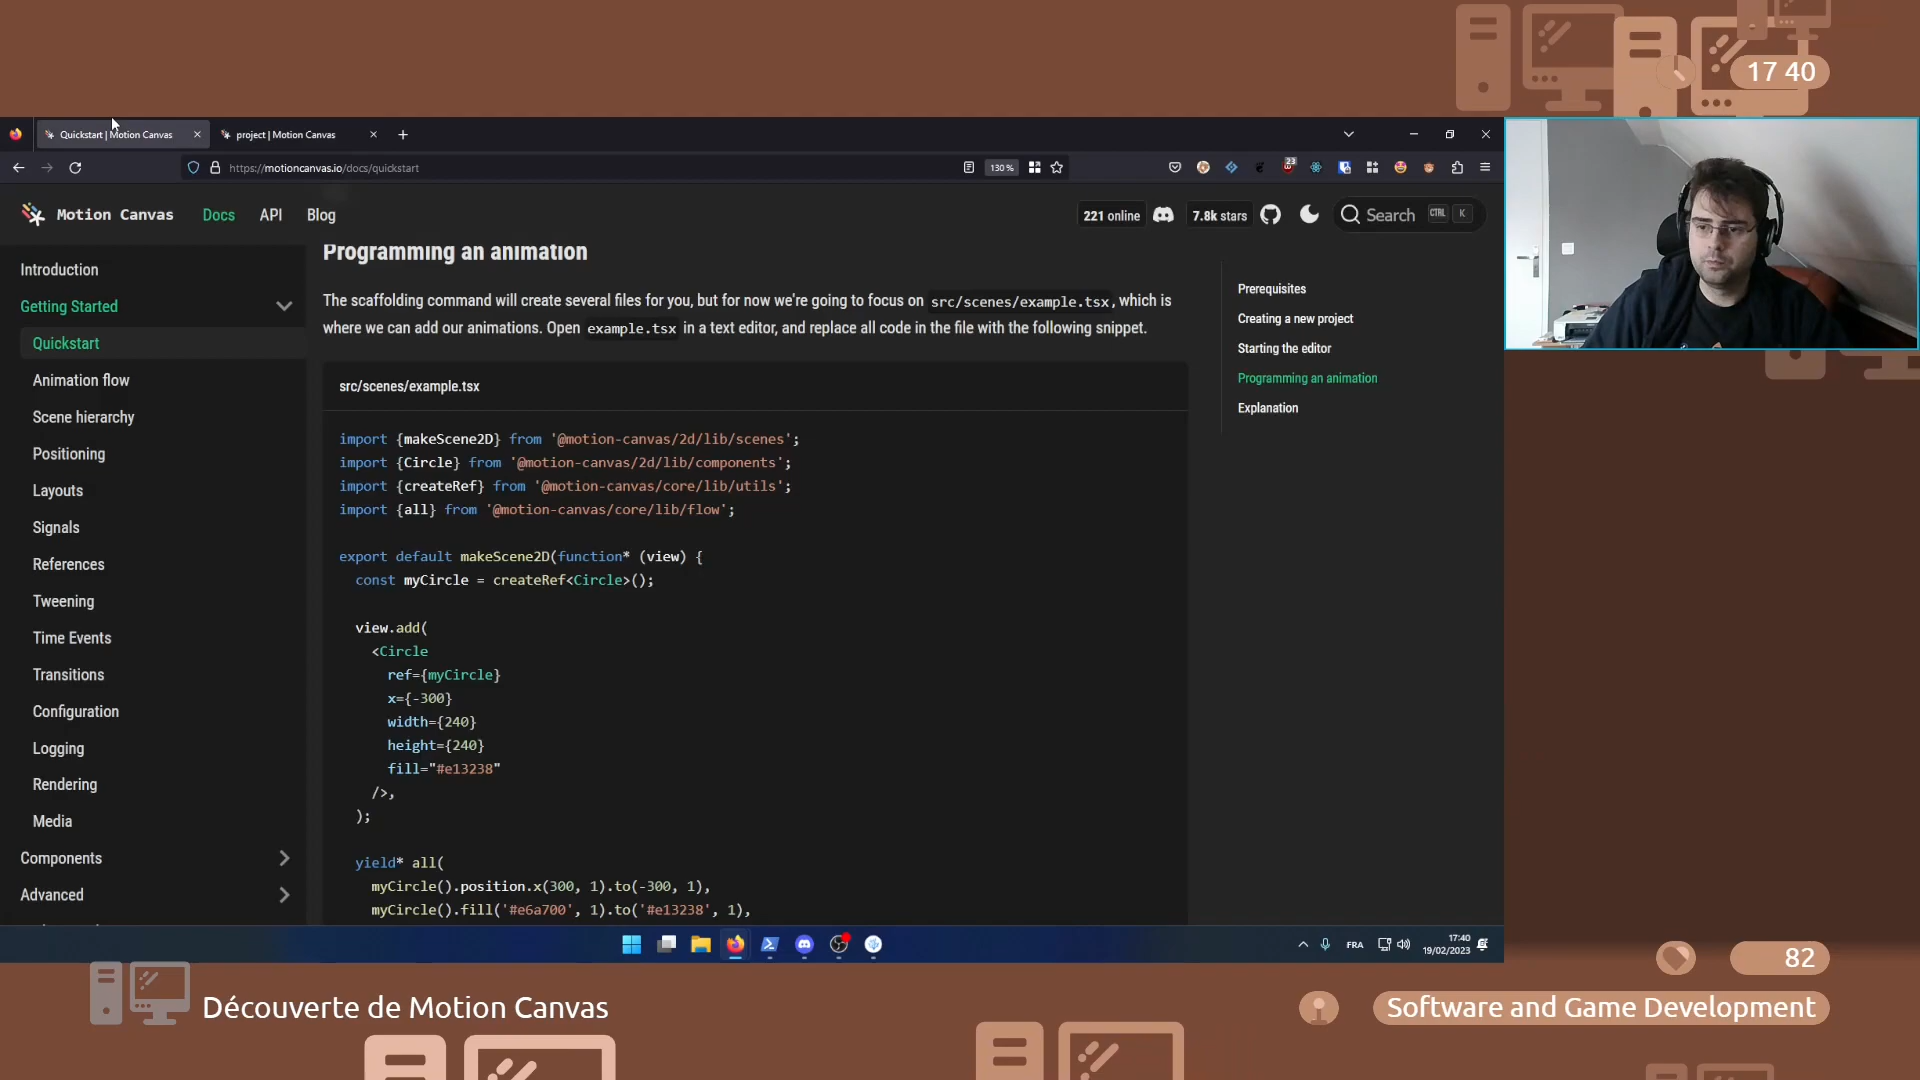 17 40
Quickstart | Motion Canvas
project | Motion Canvas
https://motioncanvas.io/docs/quickstart
130%
23
Motion Canvas
Docs
API
Blog
221 online
7.8k stars
Search
CTRL
K
Introduction
Getting Started
Quickstart
Animation flow
Scene hierarchy
Positioning
Layouts
Signals
References
Tweening
Time Events
Transitions
Configuration
Logging
Rendering
Media
Components
Advanced
Programming an animation
The scaffolding command will create several files for you, but for now we're going to focus on src/scenes/example.tsx, which is
where we can add our animations. Open example.tsx in a text editor, and replace all code in the file with the following snippet.
src/scenes/example.tsx
import {makeScene2D} from '@motion-canvas/2d/lib/scenes';
import {Circle} from '@motion-canvas/2d/lib/components';
import {createRef} from '@motion-canvas/core/lib/utils';
import {all} from '@motion-canvas/core/lib/flow';
export default makeScene2D(function* (view) {
const myCircle = createRef<Circle>();
view.add(
<Circle
ref={myCircle}
x={-300}
width={240}
height={240}
fill="#e13238"
/>,
);
yield* all(
myCircle().position.x(300, 1).to(-300, 1),
myCircle().fill('#e6a700', 1).to('#e13238', 1),
Prerequisites
Creating a new project
Starting the editor
Programming an animation
Explanation
FRA
17:40
19/02/2023
82
Découverte de Motion Canvas
Software and Game Development